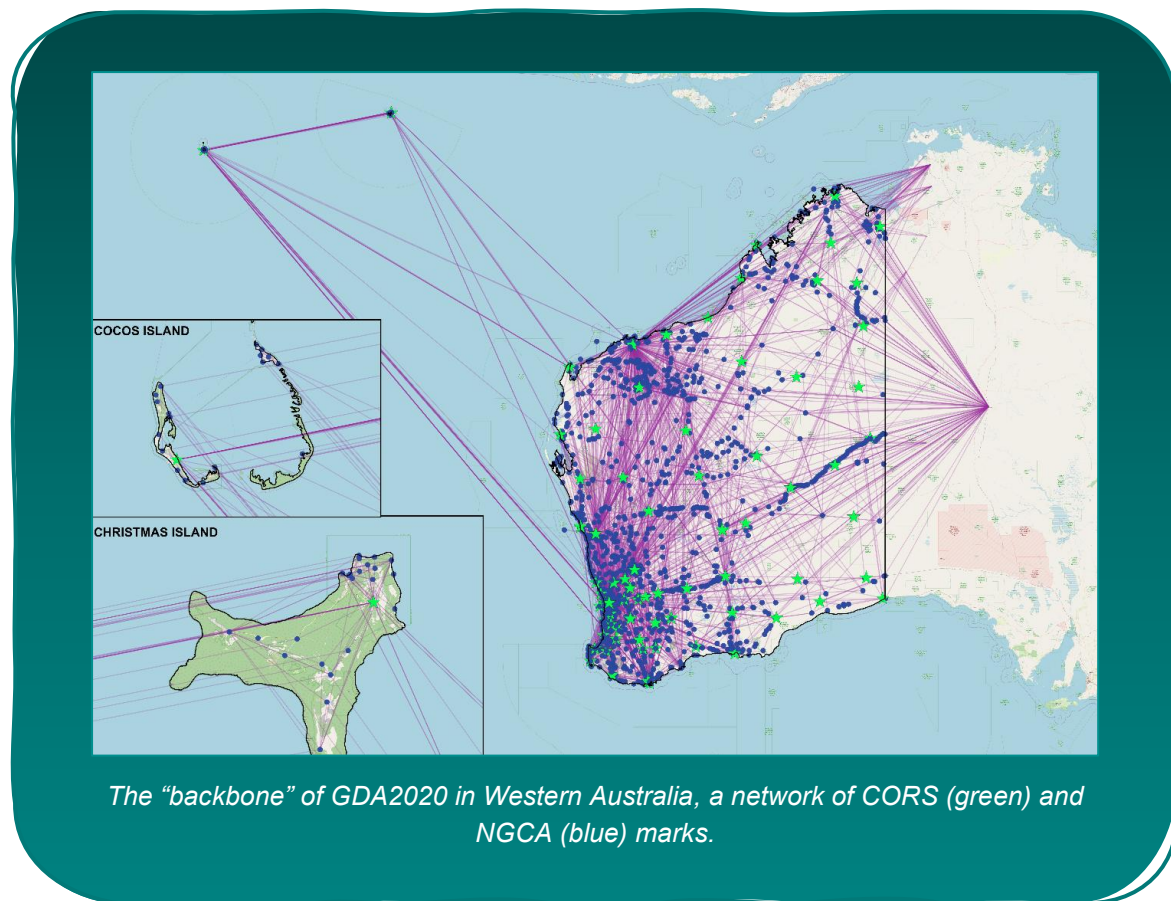 COCOS ISLAND
CHRISTMAS ISLAND
The “backbone” of GDA2020 in Western Australia, a network of CORS (green) and
NGCA (blue) marks.